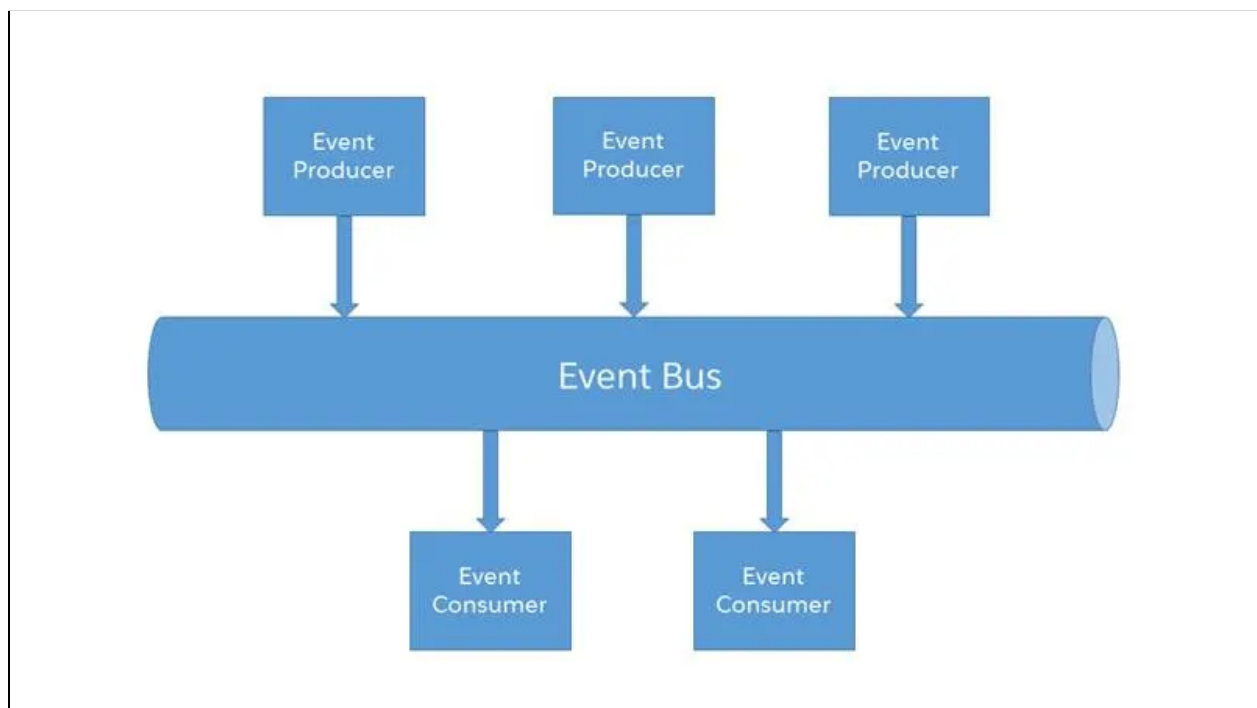 Event
Producer
Event
Producer
Event
Producer
Event Bus
Event
Consumer
Event
Consumer